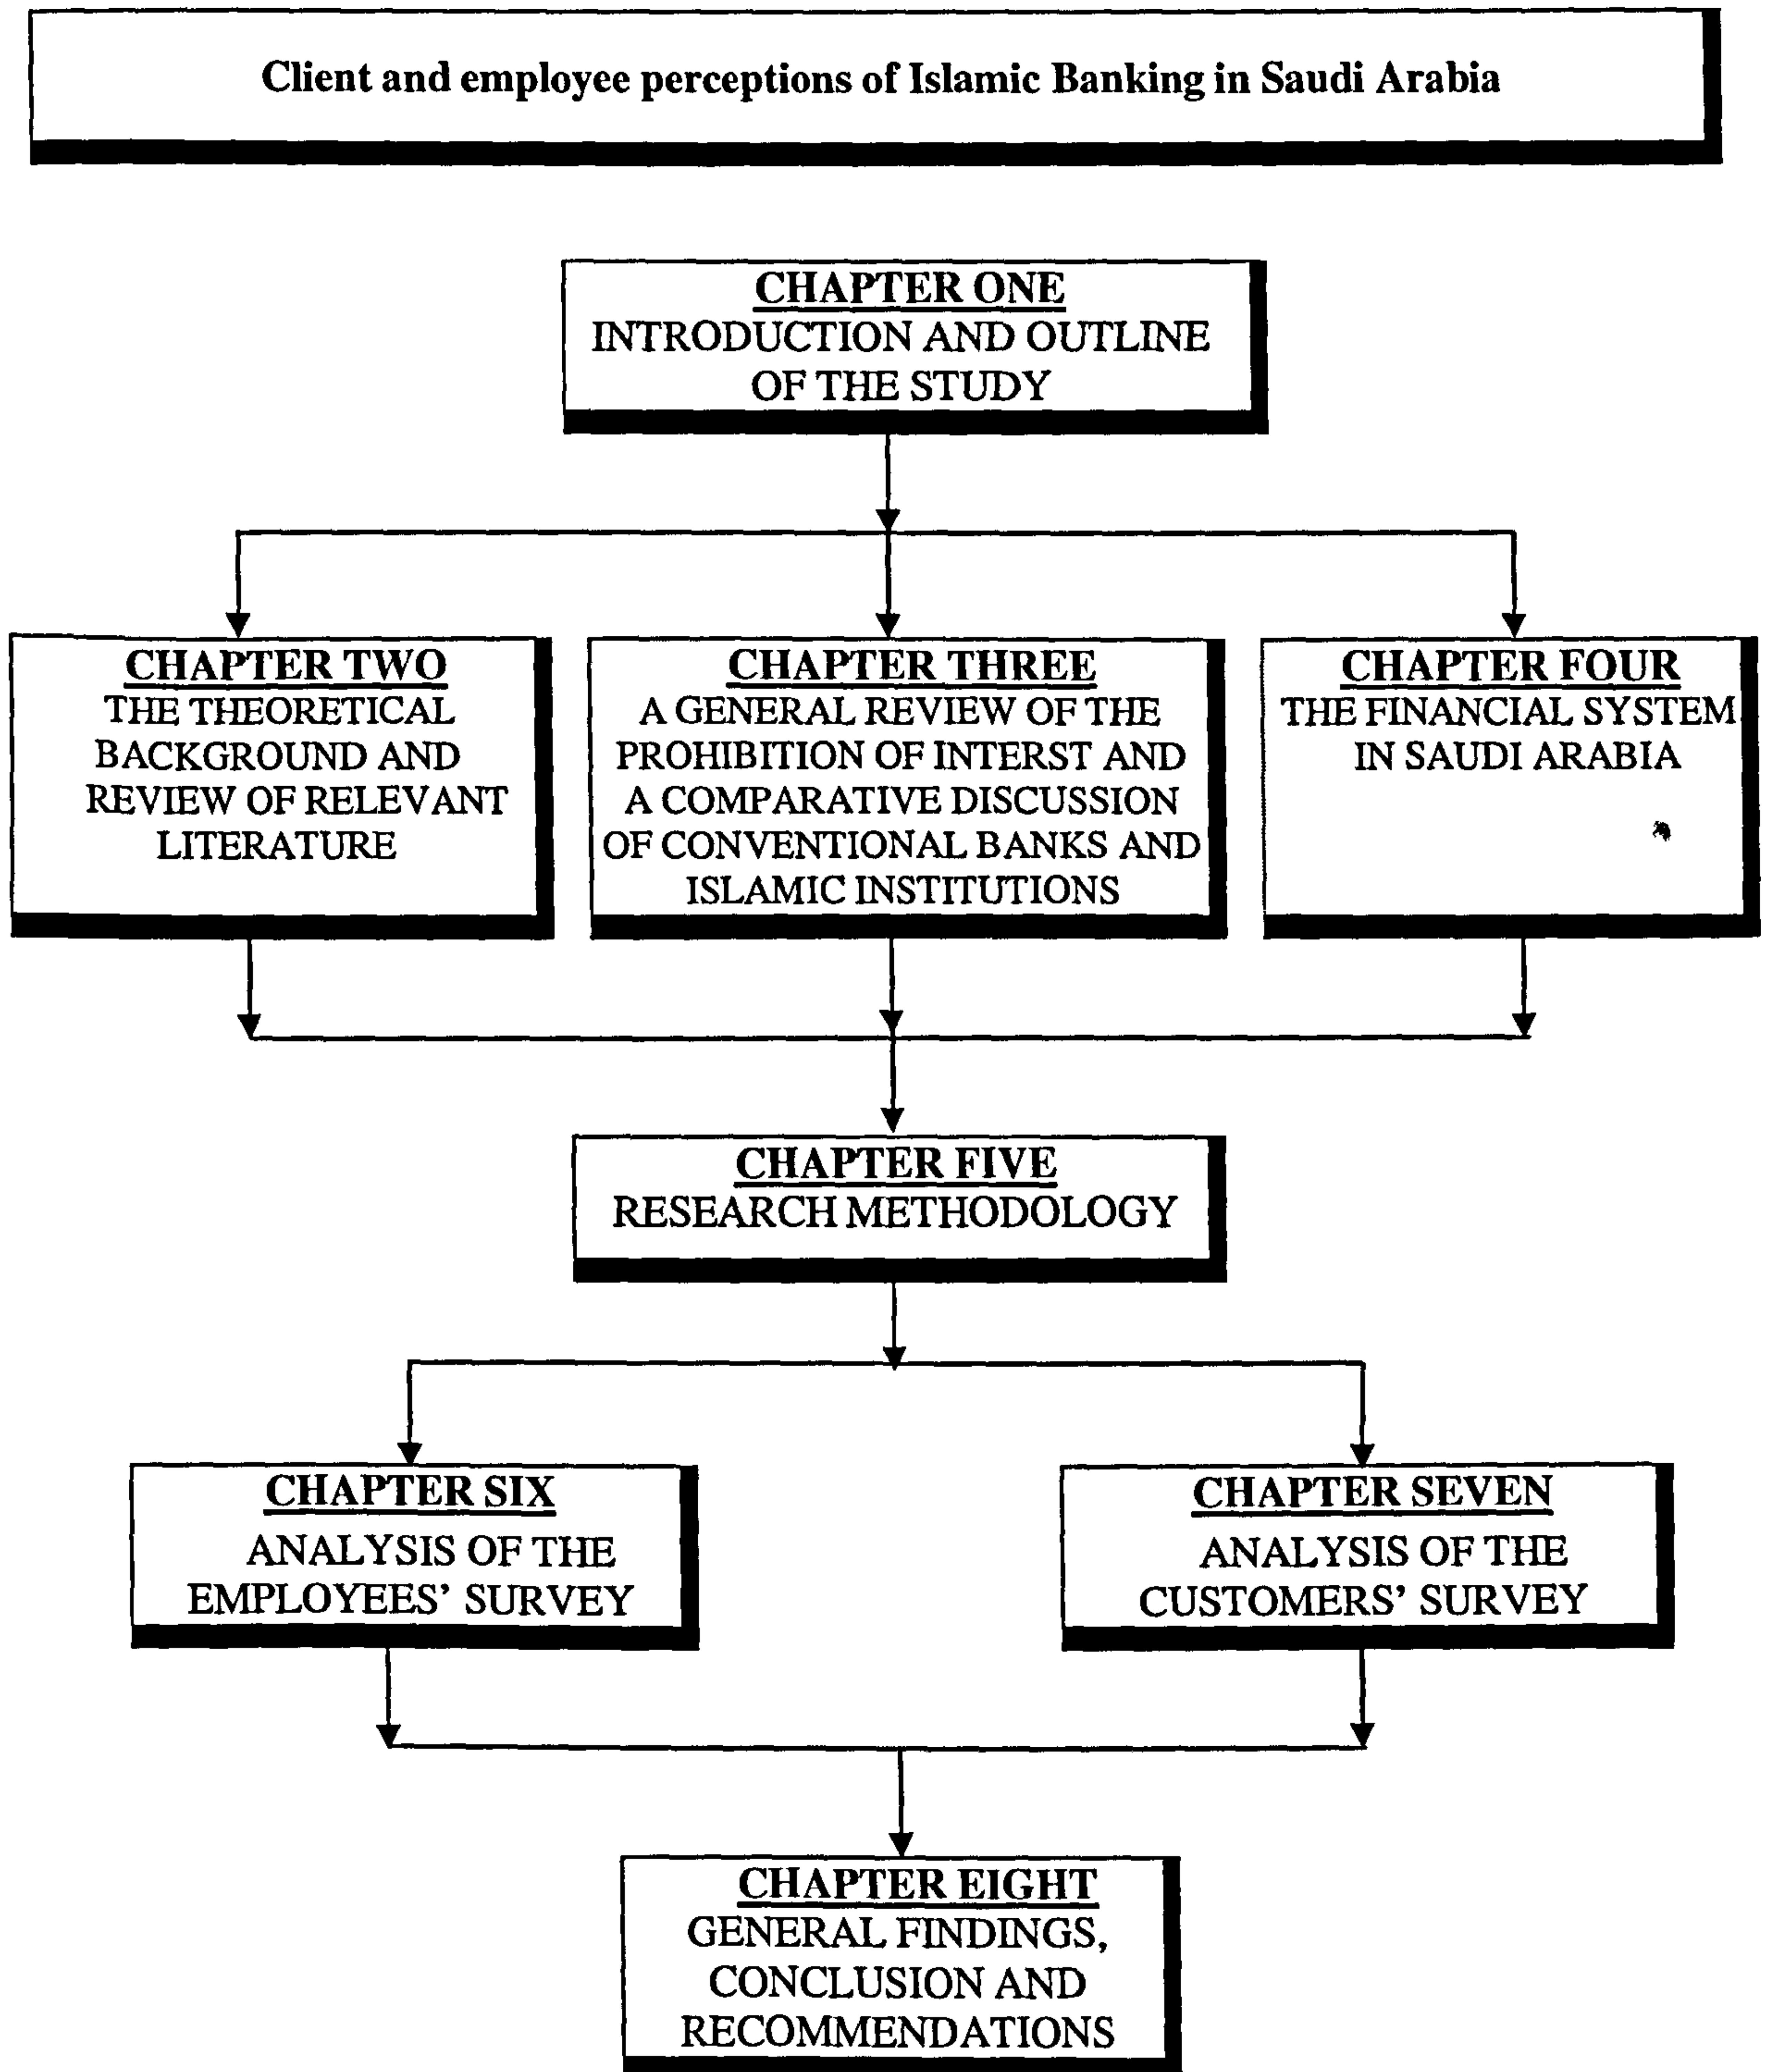 Client and employee perceptions of Islamic Banking in Saudi Arabia
CHAPTER ONE
INTRODUCTION AND OUTLINE
OF THE STUDY
CHAPTER TWO
THE THEORETICAL
BACKGROUND AND
REVIEW OF RELEVANT
LITERATURE
CHAPTER THREE
A GENERAL REVIEW OF THE
PROHIBITION OF INTERST AND
A COMPARATIVE DISCUSSION
OF CONVENTIONAL BANKS AND
ISLAMIC INSTITUTIONS
CHAPTER FOUR
THE FINANCIAL SYSTEM
IN SAUDI ARABIA
CHAPTER FIVE
RESEARCH METHODOLOGY
CHAPTER SIX
ANALYSIS OF THE
EMPLOYEES’ SURVEY
CHAPTER SEVEN
ANALYSIS OF THE
CUSTOMERS’ SURVEY
CHAPTER EIGHT
GENERAL FINDINGS,
CONCLUSION AND
RECOMMENDATIONS